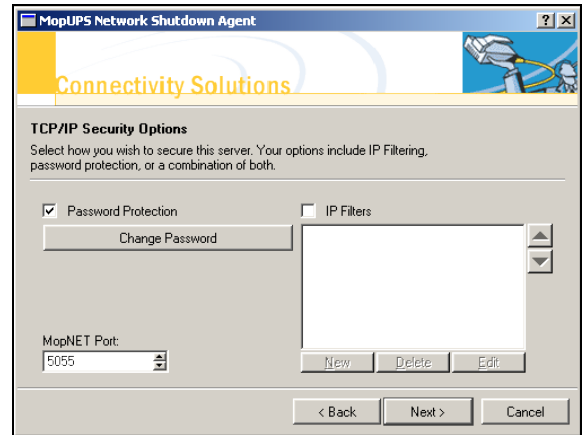 MopUPS Network Shutdown Agent
Connectivity Solutions
TCP/IP Security Options
Select how you wish to secure this server. Your options include IP Filtering,
password protection, or a combination of both.
Password Protection
IP Filters
Change Password
MopNET Port:
5055
New
Delete
Edit
< Back
Next >
Cancel